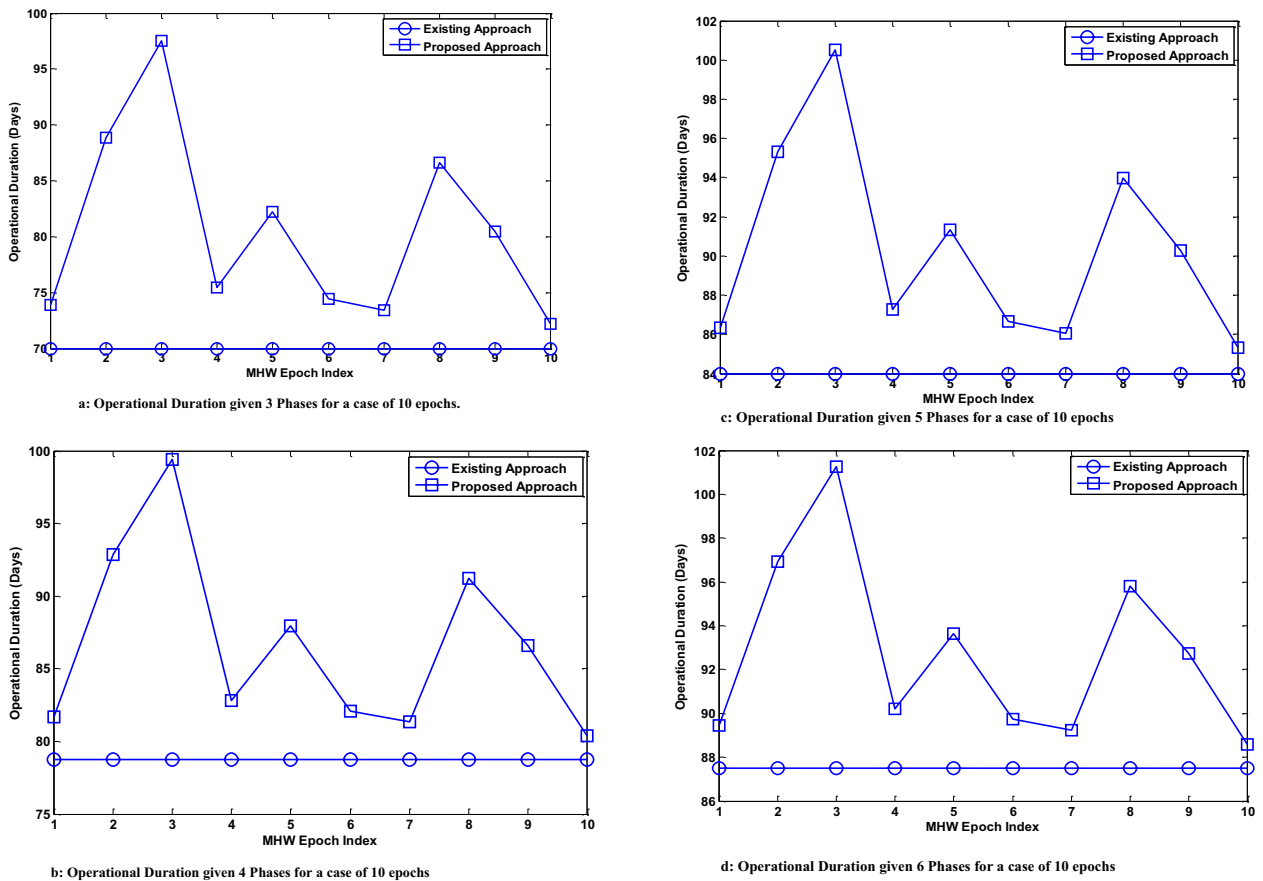 100
95
90
85
80
75
70
Operational Duration (Days)
Existing Approach
Proposed Approach
1 2 3 4 5 6 7 8 9 10
MHW Epoch Index
a: Operational Duration given 3 Phases for a case of 10 epochs.
102
100
98
96
94
92
90
88
86
84
Operational Duration (Days)
Existing Approach
Proposed Approach
1 2 3 4 5 6 7 8 9 10
MHW Epoch Index
c: Operational Duration given 5 Phases for a case of 10 epochs
100
95
90
85
80
75
Operational Duration (Days)
Existing Approach
Proposed Approach
1 2 3 4 5 6 7 8 9 10
MHW Epoch Index
b: Operational Duration given 4 Phases for a case of 10 epochs
102
100
98
96
94
92
90
88
86
Operational Duration (Days)
Existing Approach
Proposed Approach
1 2 3 4 5 6 7 8 9 10
MHW Epoch Index
d: Operational Duration given 6 Phases for a case of 10 epochs